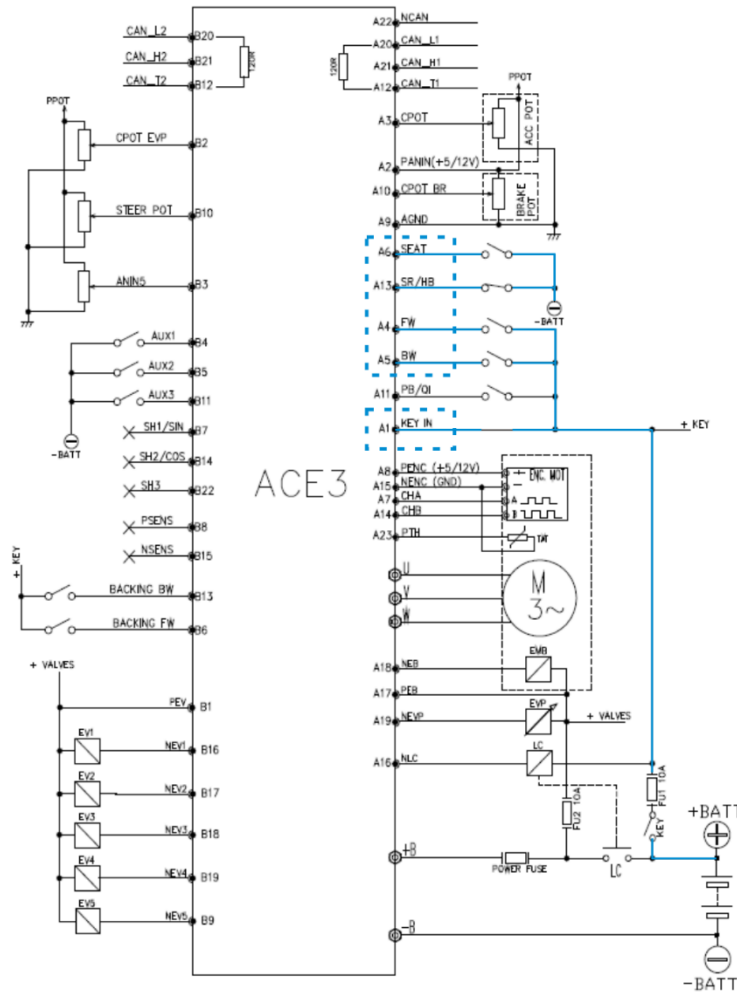 CAN_L2 B20
CAN_H2 B21
CAN_T2 B12
120R
PPOT
CPOT EVP B2
STEER POT B10
ANIN5 B3
AUX1 B4
AUX2 B5
AUX3 B11
-BATT
SH1/SIN B7
SH2/COS B14
SH3 B22
PSENS B8
NSENS B15
+ KEY
BACKING BW B13
BACKING FW B6
+ VALVES
PEV B1
EV1 NEV1 B16
EV2 NEV2 B17
EV3 NEV3 B18
EV4 NEV4 B19
EV5 NEV5 B9
ACE3
A22 NCAN
A20 CAN_L1
A21 CAN_H1
A12 CAN_T1
120R
PPOT
A3 CPOT
ACC POT
A2 PANIN(+5/12V)
A10 CPOT BR
BRAKE
POT
A9 AGND
A6 SEAT
A13 SR/HB
-BATT
A4 FW
A5 BW
A11 PB/QI
A1 KEY IN
+ KEY
A8 PENC (+5/12V)
A15 NENC (GND)
A7 CHA
A14 CHB
+ ENC. MOT
-
A
B
A23 PTH
U
V
W
M
3~
EMB
A18 NEB
A17 PEB
EVP
A19 NEVP
+ VALVES
LC
A16 NLC
FU2 10A
FU1 10A
KEY
+BATT
+B
POWER FUSE
LC
-B
-BATT